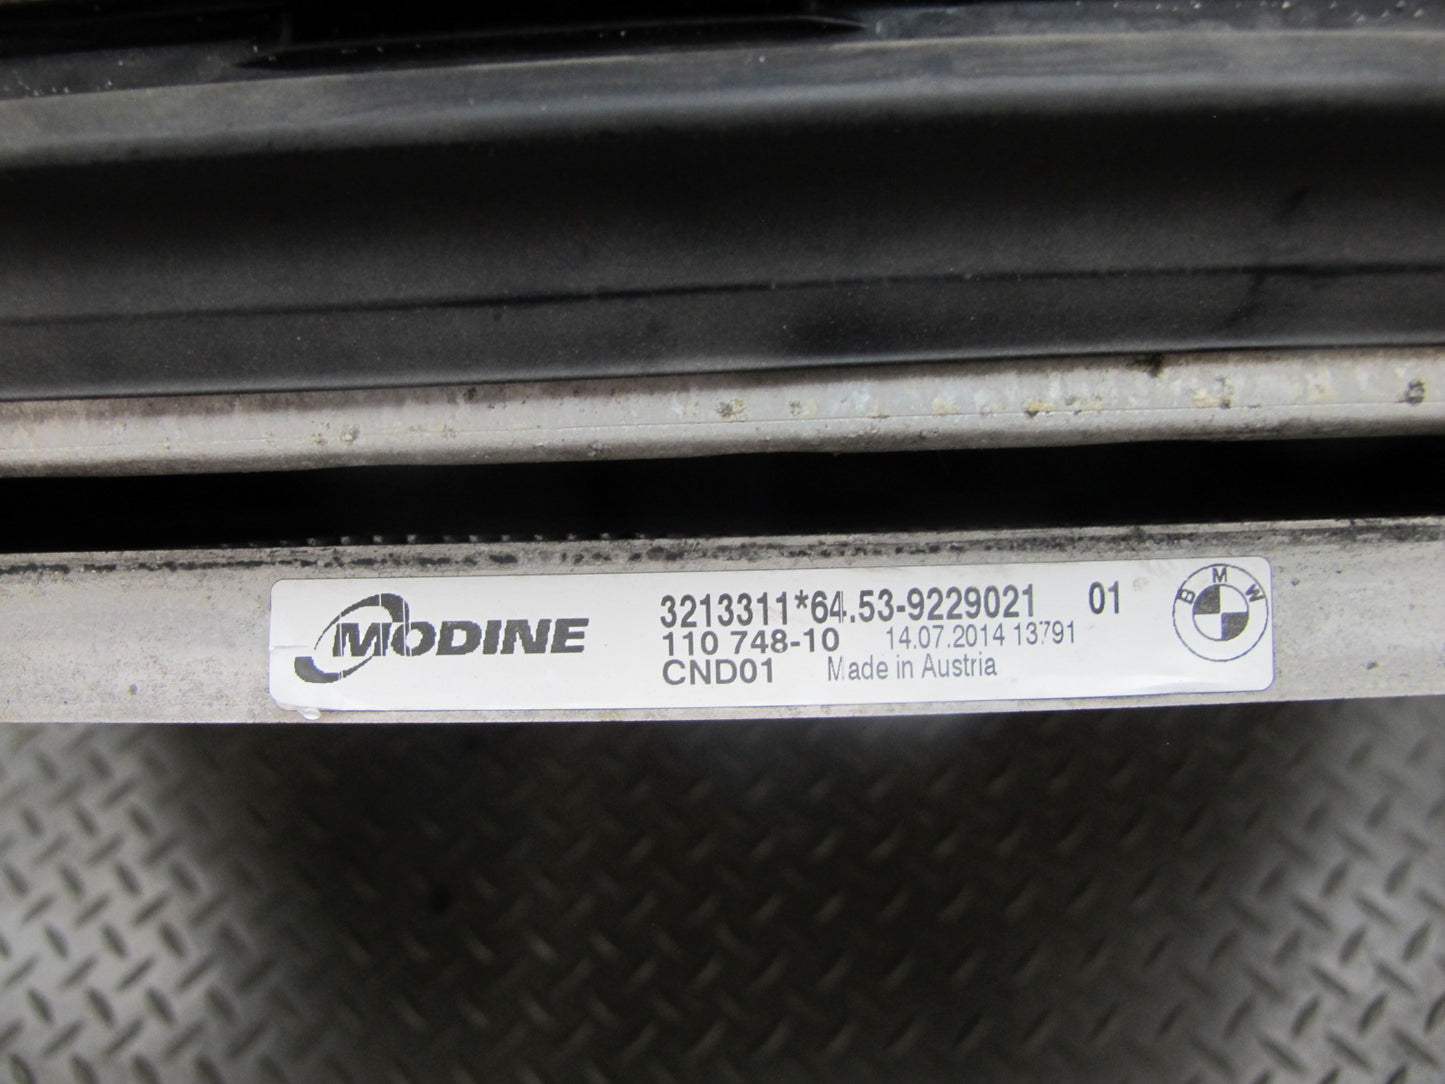 MODINE
3213311*64.53-9229021 01
110 748-10 14.07.2014 13791
CND01 Made in Austria
BMW